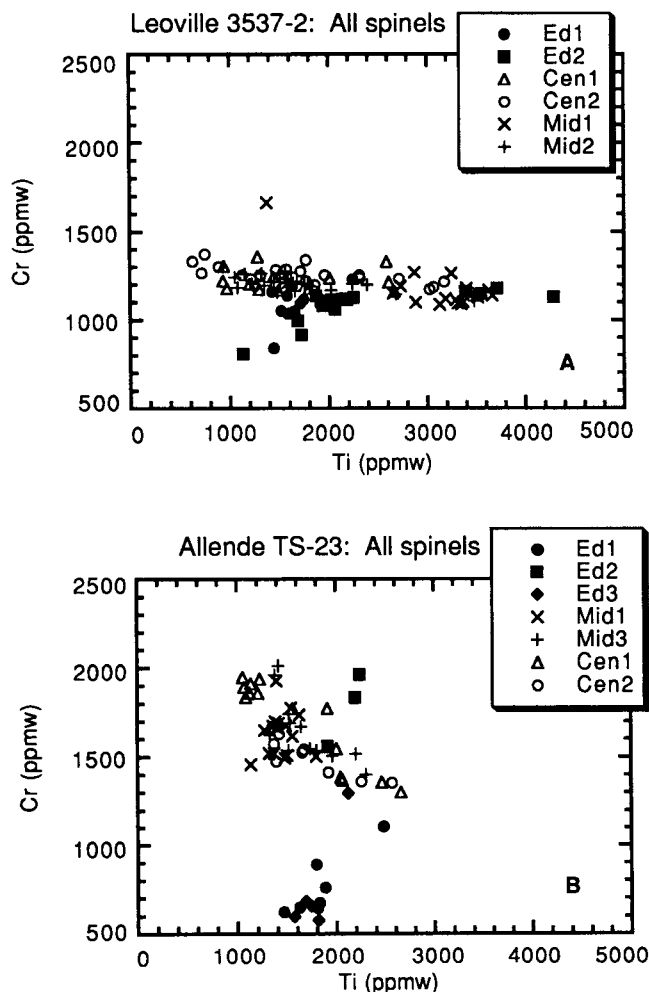 Leoville 3537-2: All spinels
Ed1
Ed2
Cen1
Cen2
Mid1
Mid2
2500
2000
1500
1000
500
Cr (ppmw)
A
0 1000 2000 3000 4000 5000
Ti (ppmw)
Allende TS-23: All spinels
Ed1
Ed2
Ed3
Mid1
Mid3
Cen1
Cen2
2500
2000
1500
1000
500
Cr (ppmw)
B
0 1000 2000 3000 4000 5000
Ti (ppmw)